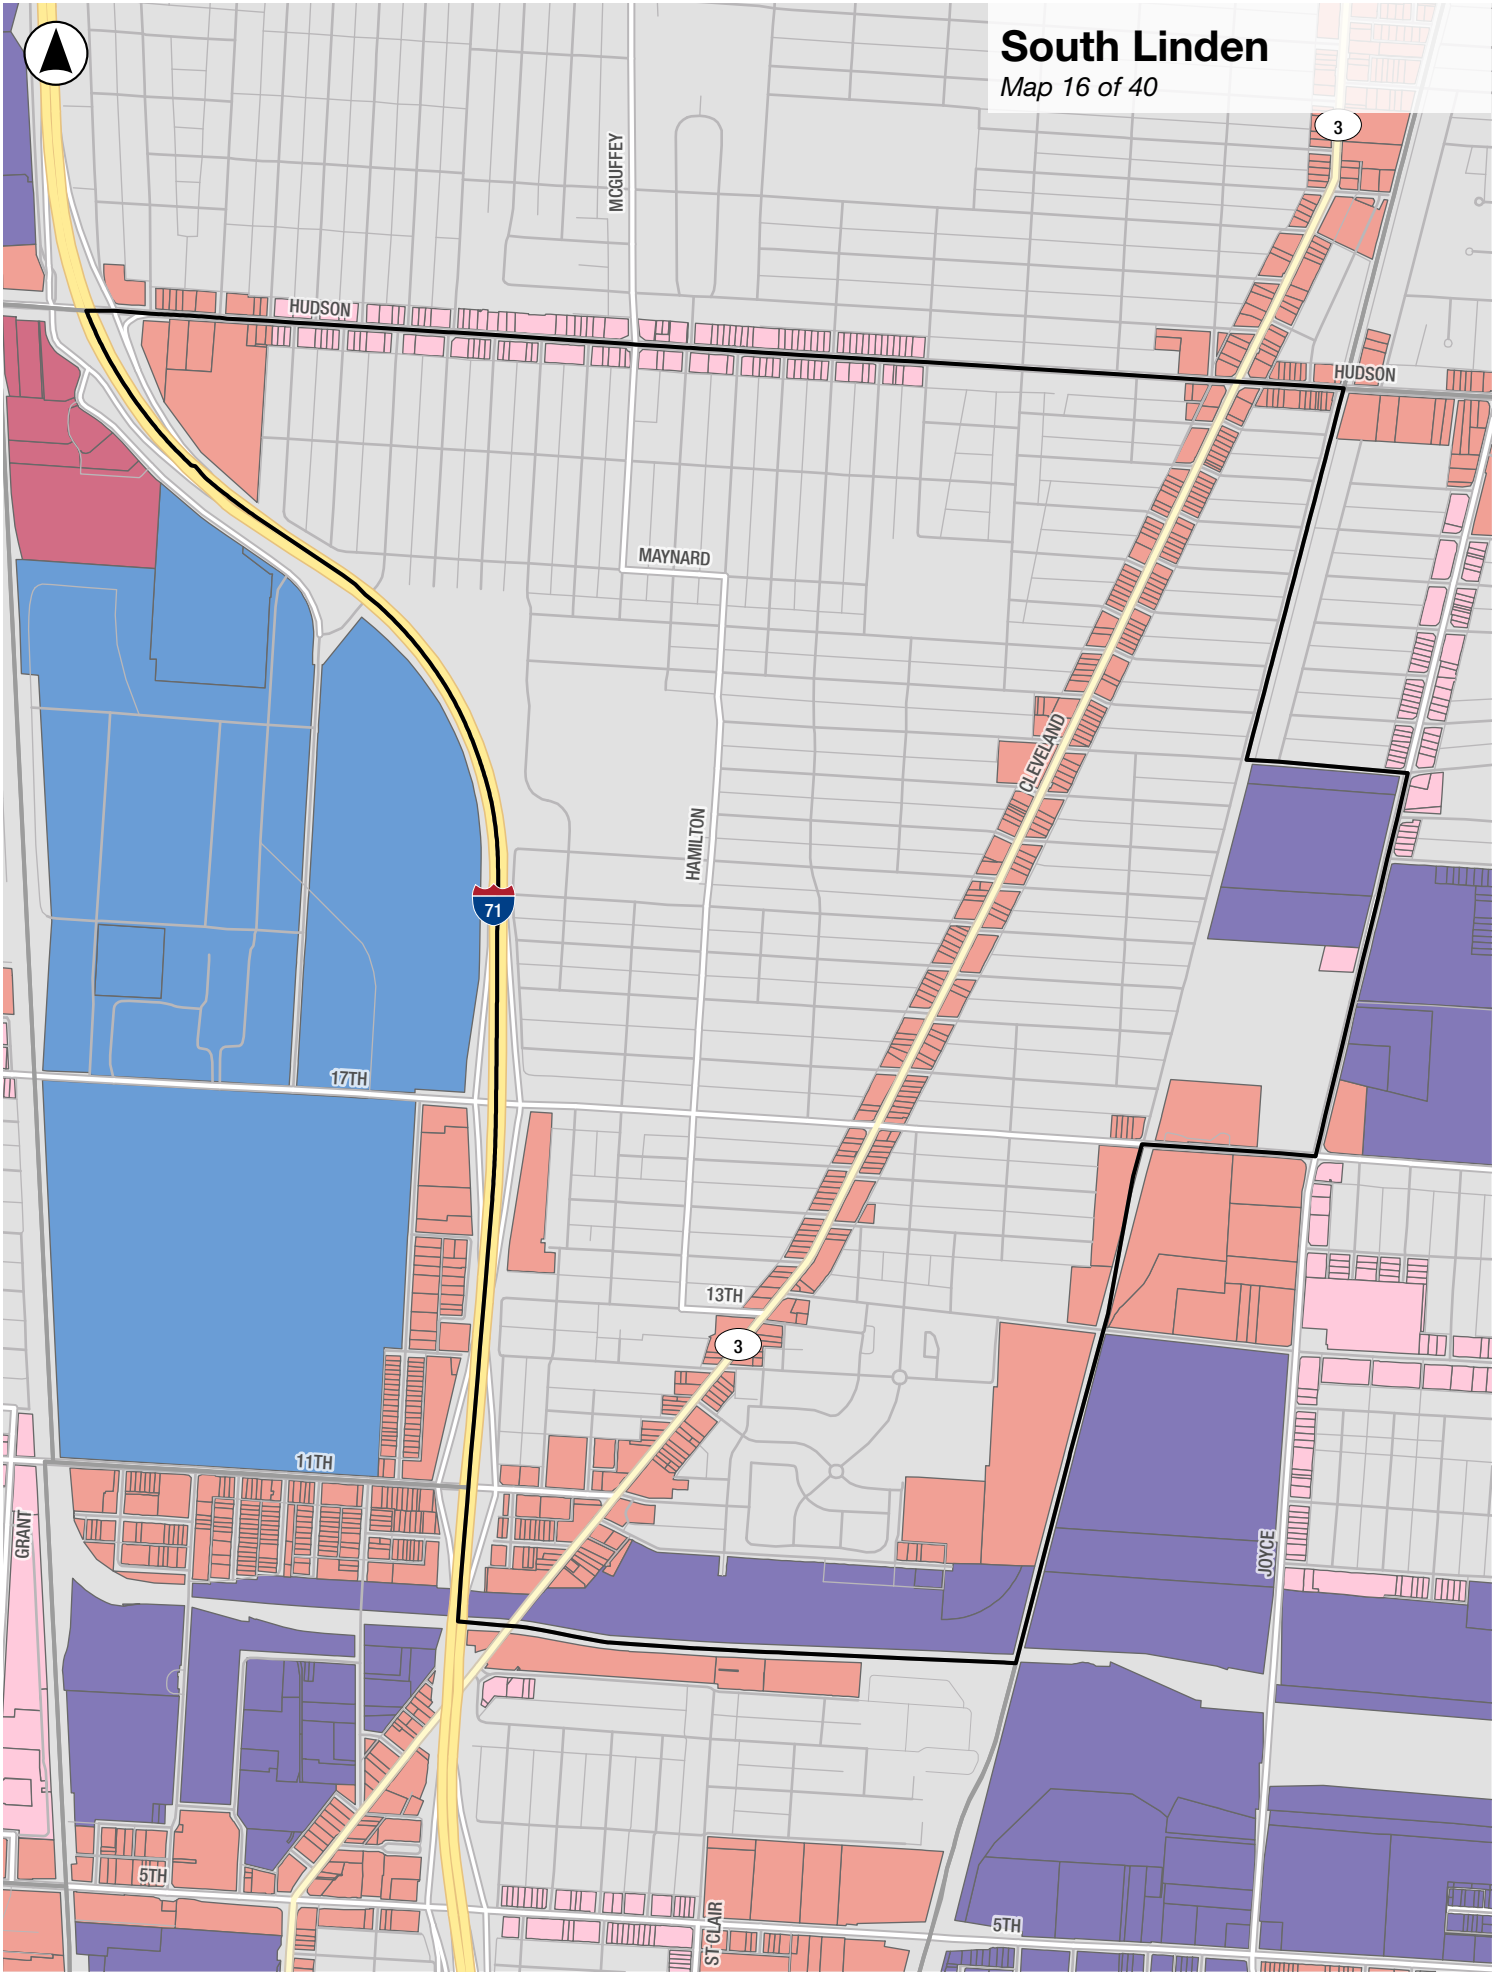 South Linden
Map 16 of 40
3
MCGUFFEY
HUDSON
HUDSON
MAYNARD
CLEVELAND
HAMILTON
71
17TH
13TH
3
11TH
GRANT
JOYCE
5TH
ST CLAIR
5TH